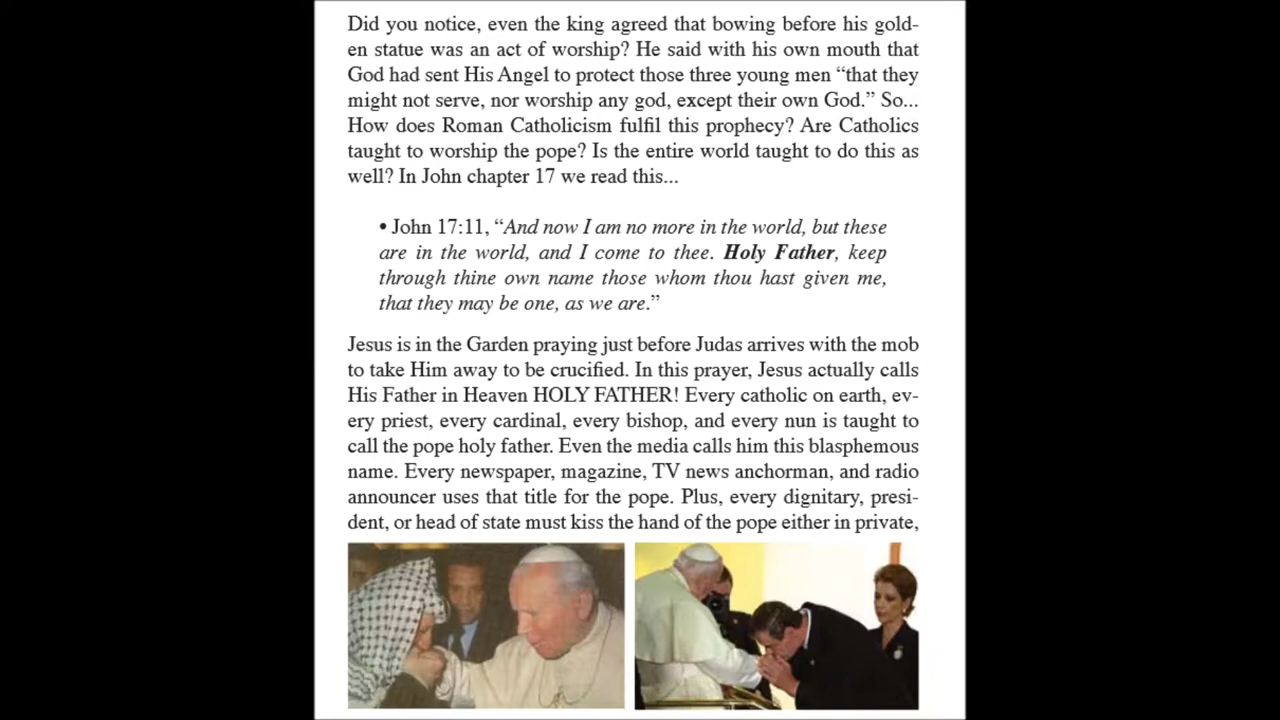 Did you notice, even the king agreed that bowing before his gold-
en statue was an act of worship? He said with his own mouth that
God had sent His Angel to protect those three young men “that they
might not serve, nor worship any god, except their own God.” So...
How does Roman Catholicism fulfil this prophecy? Are Catholics
taught to worship the pope? Is the entire world taught to do this as
well? In John chapter 17 we read this...
• John 17:11, “And now I am no more in the world, but these
are in the world, and I come to thee. Holy Father, keep
through thine own name those whom thou hast given me,
that they may be one, as we are.”
Jesus is in the Garden praying just before Judas arrives with the mob
to take Him away to be crucified. In this prayer, Jesus actually calls
His Father in Heaven HOLY FATHER! Every catholic on earth, ev-
ery priest, every cardinal, every bishop, and every nun is taught to
call the pope holy father. Even the media calls him this blasphemous
name. Every newspaper, magazine, TV news anchorman, and radio
announcer uses that title for the pope. Plus, every dignitary, presi-
dent, or head of state must kiss the hand of the pope either in private,